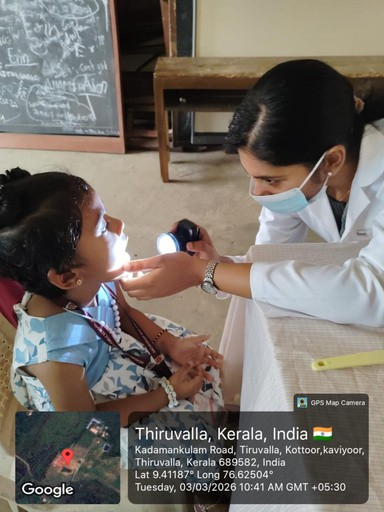 GPS Map Camera
Thiruvalla, Kerala, India 🇮🇳
Kadamankulam Road, Tiruvalla, Kottoor,kaviyoor,
Thiruvalla, Kerala 689582, India
Lat 9.41187° Long 76.62504°
Tuesday, 03/03/2026 10:41 AM GMT +05:30
Google